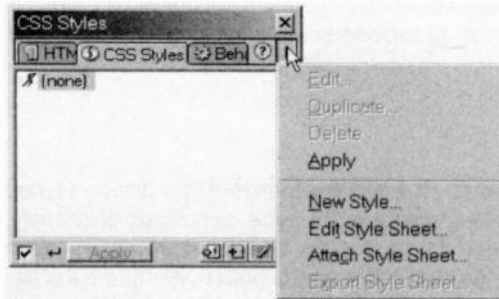 CSS Styles
HTM CSS Styles Beh ?
(none)
Apply
Edit...
Duplicate...
Delete
Apply
New Style...
Edit Style Sheet...
Attach Style Sheet...
Export Style Sheet...